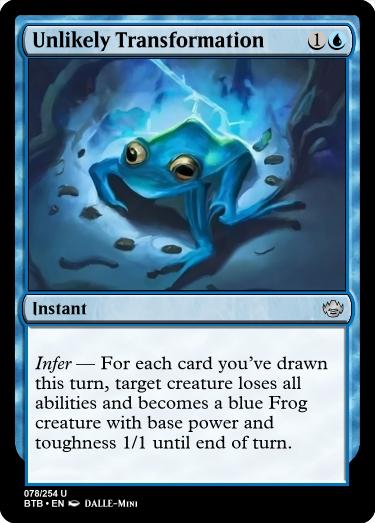 Unlikely Transformation 1
Instant
Infer — For each card you’ve drawn
this turn, target creature loses all
abilities and becomes a blue Frog
creature with base power and
toughness 1/1 until end of turn.
078/254 U
BTB • EN DALLE-Mini